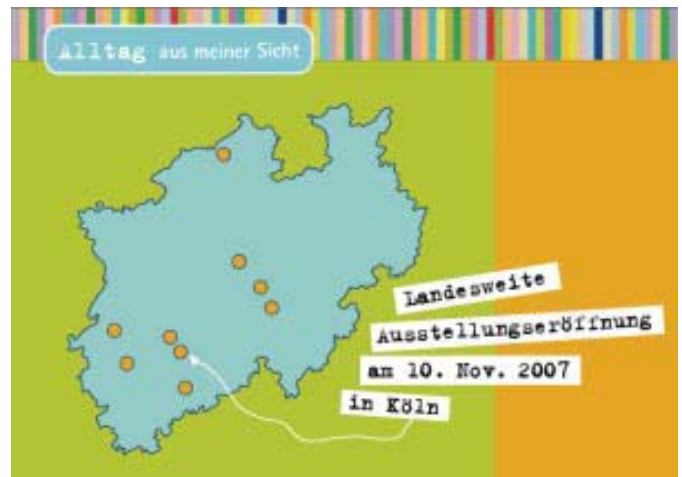 Alltag aus meiner Sicht
Landesweite
Ausstellungseröffnung
am 10. Nov. 2007
in Köln